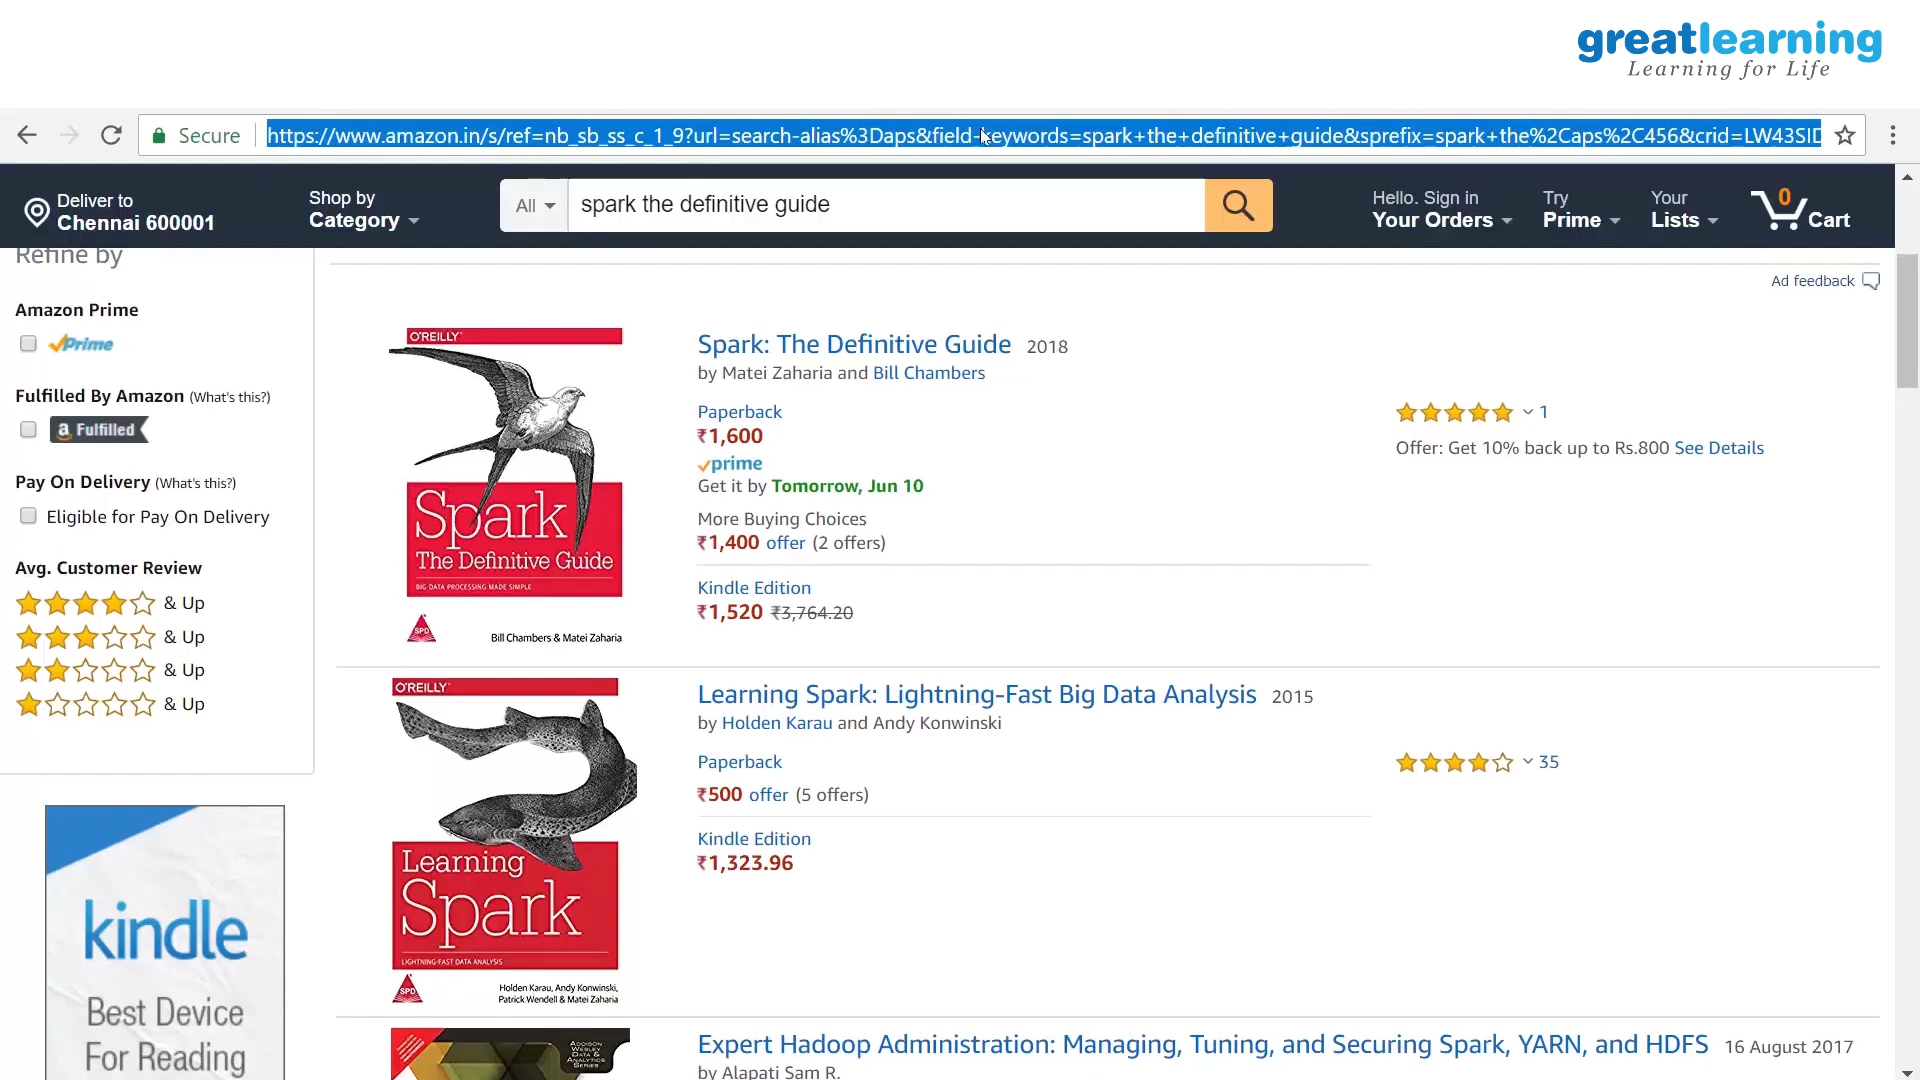 greatlearning
Learning for Life
Secure
https://www.amazon.in/s/ref=nb_sb_ss_c_1_9?url=search-alias%3Daps&field-keywords=spark+the+definitive+guide&sprefix=spark+the%2Caps%2C456&crid=LW43SID
Deliver to
Chennai 600001
Shop by
Category
All
spark the definitive guide
Hello. Sign in
Your Orders
Try
Prime
Your
Lists
0
Cart
Refine by
Amazon Prime
Prime
Fulfilled By Amazon (What's this?)
a Fulfilled
Pay On Delivery (What's this?)
Eligible for Pay On Delivery
Avg. Customer Review
& Up
& Up
& Up
& Up
kindle
Best Device
For Reading
Ad feedback
O'REILLY
Spark
The Definitive Guide
BIG DATA PROCESSING MADE SIMPLE
SPD
Bill Chambers & Matei Zaharia
Spark: The Definitive Guide 2018
by Matei Zaharia and Bill Chambers
Paperback
₹1,600
prime
Get it by Tomorrow, Jun 10
More Buying Choices
₹1,400 offer (2 offers)
Kindle Edition
₹1,520 ₹3,764.20
1
Offer: Get 10% back up to Rs.800 See Details
O'REILLY
Learning
Spark
LIGHTNING-FAST DATA ANALYSIS
SPD
Holden Karau, Andy Konwinski,
Patrick Wendell & Matei Zaharia
Learning Spark: Lightning-Fast Big Data Analysis 2015
by Holden Karau and Andy Konwinski
Paperback
₹500 offer (5 offers)
Kindle Edition
₹1,323.96
35
ADDISON
WESLEY
DATA &
ANALYTICS
SERIES
Expert Hadoop Administration: Managing, Tuning, and Securing Spark, YARN, and HDFS 16 August 2017
by Alapati Sam R.